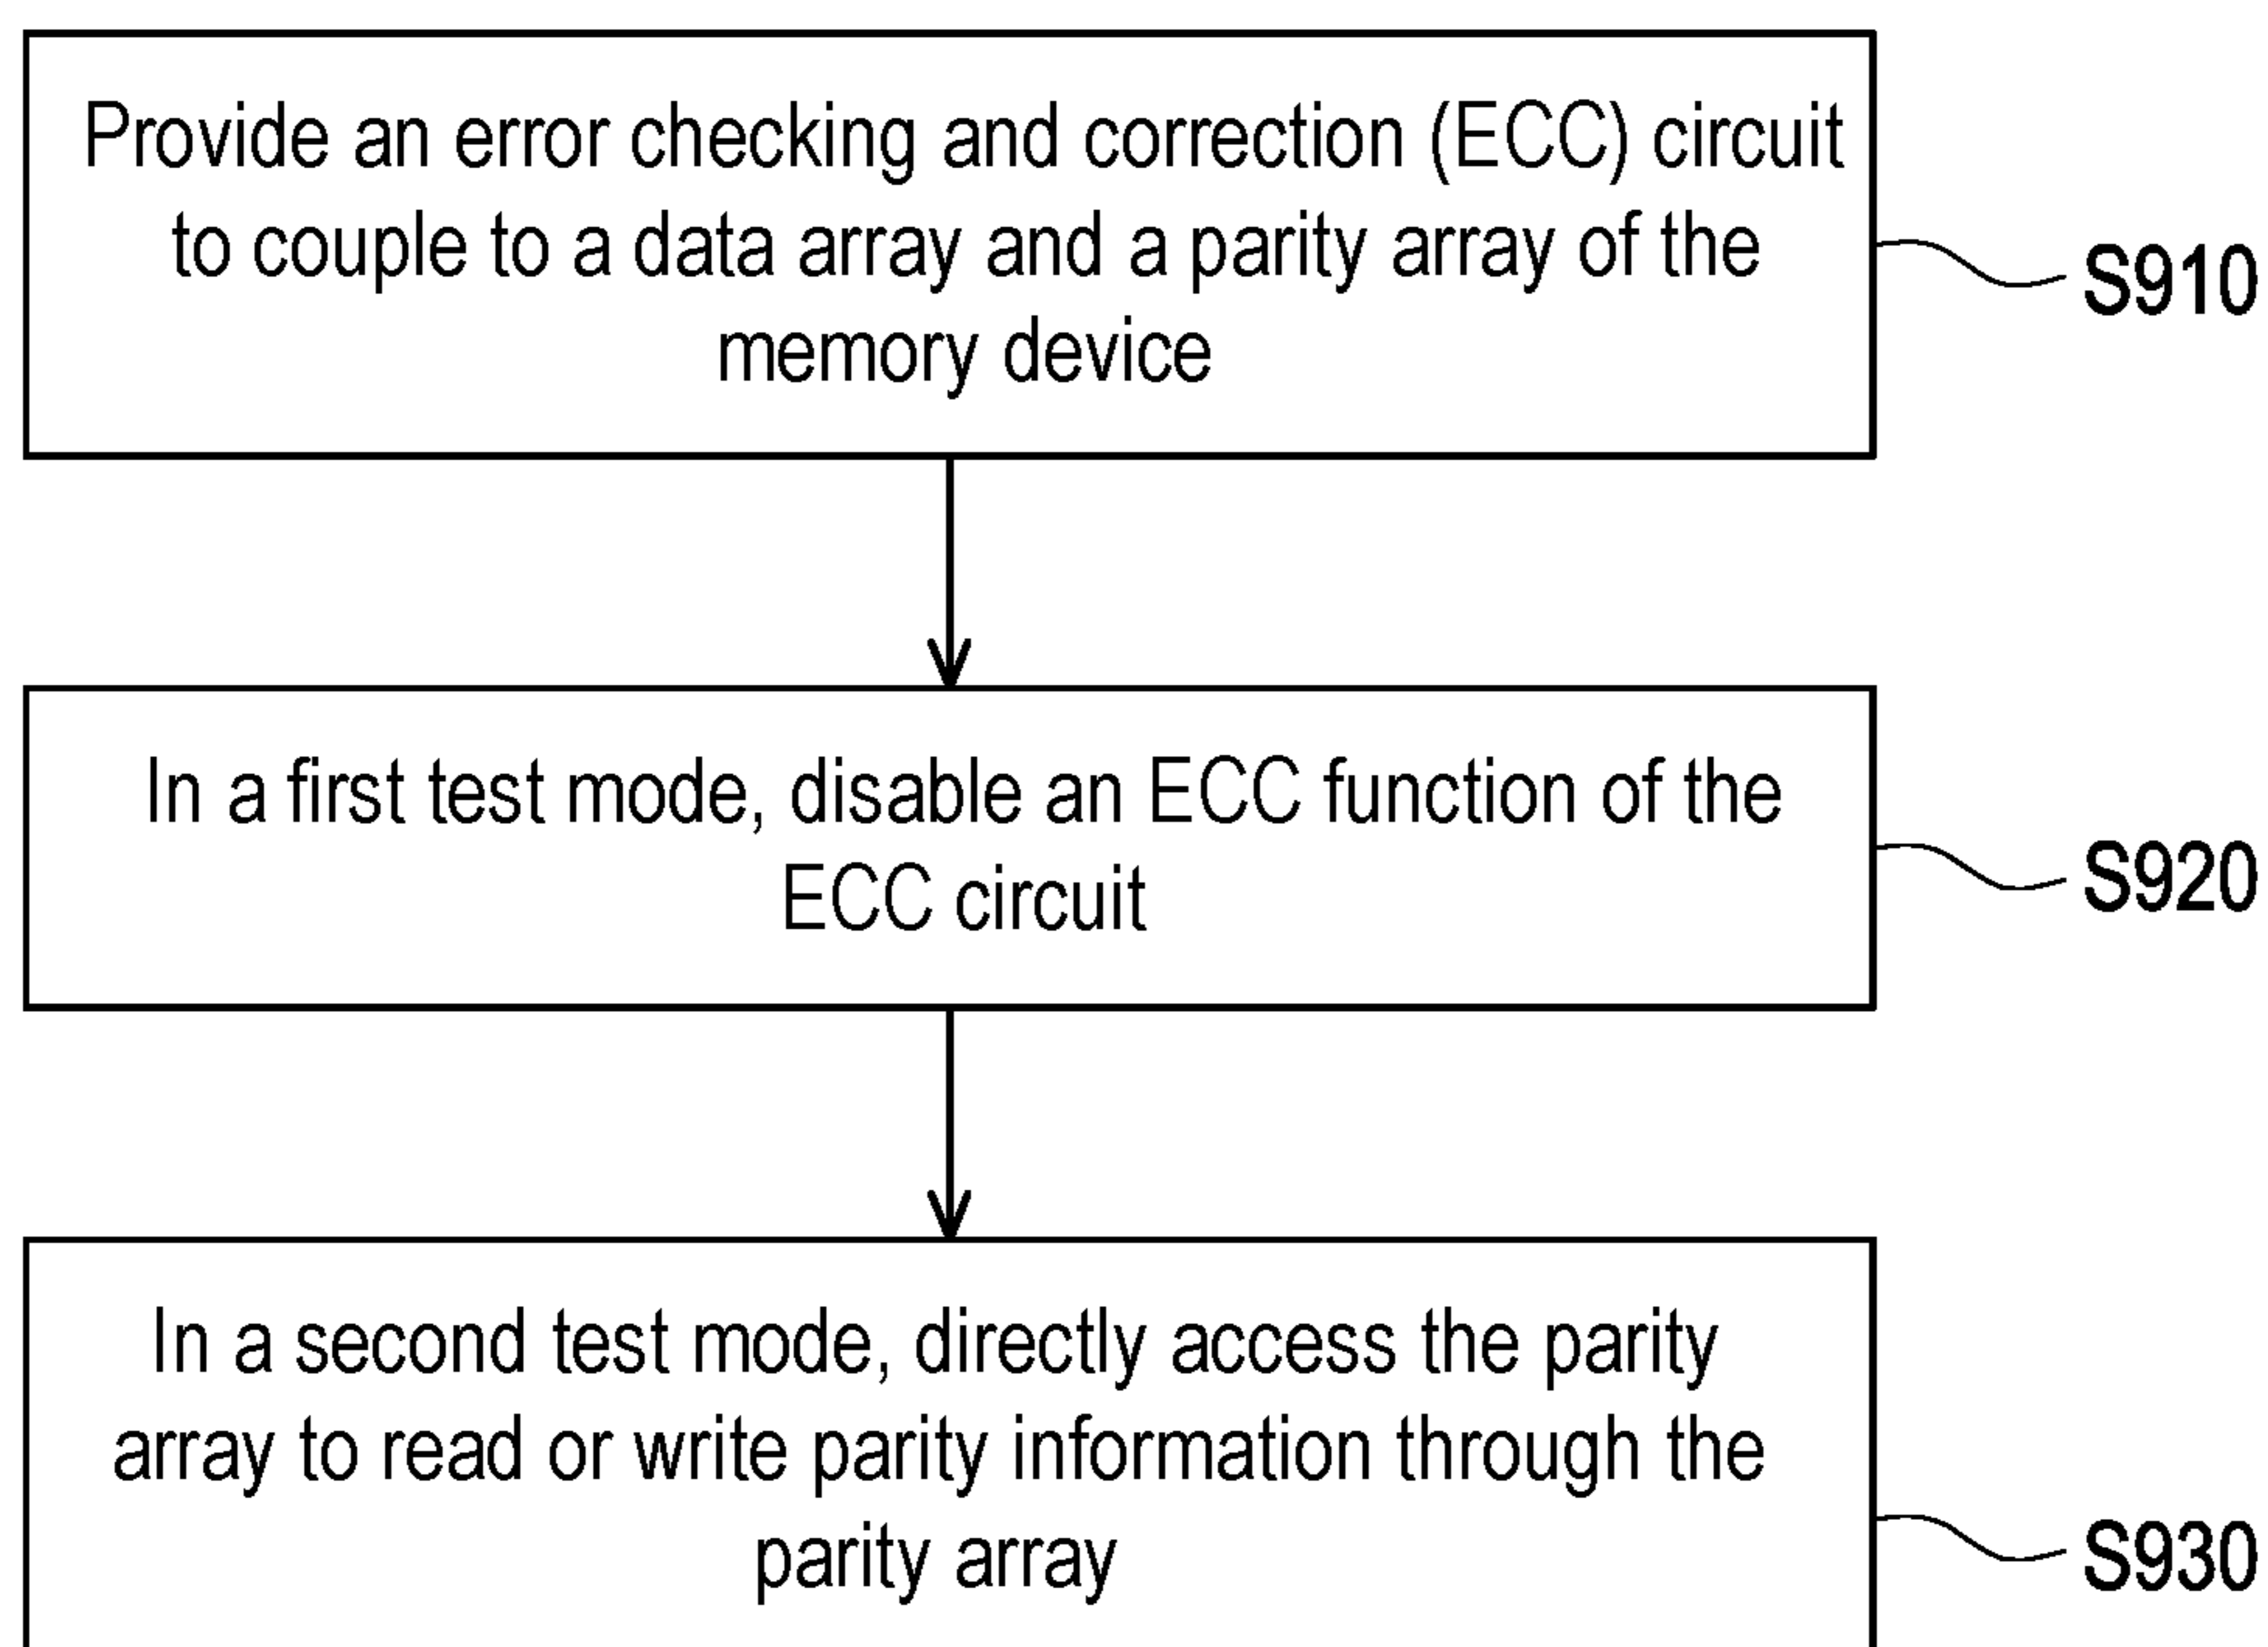 Provide an error checking and correction (ECC) circuit
to couple to a data array and a parity array of the
memory device
S910
In a first test mode, disable an ECC function of the
ECC circuit
S920
In a second test mode, directly access the parity
array to read or write parity information through the
parity array
S930